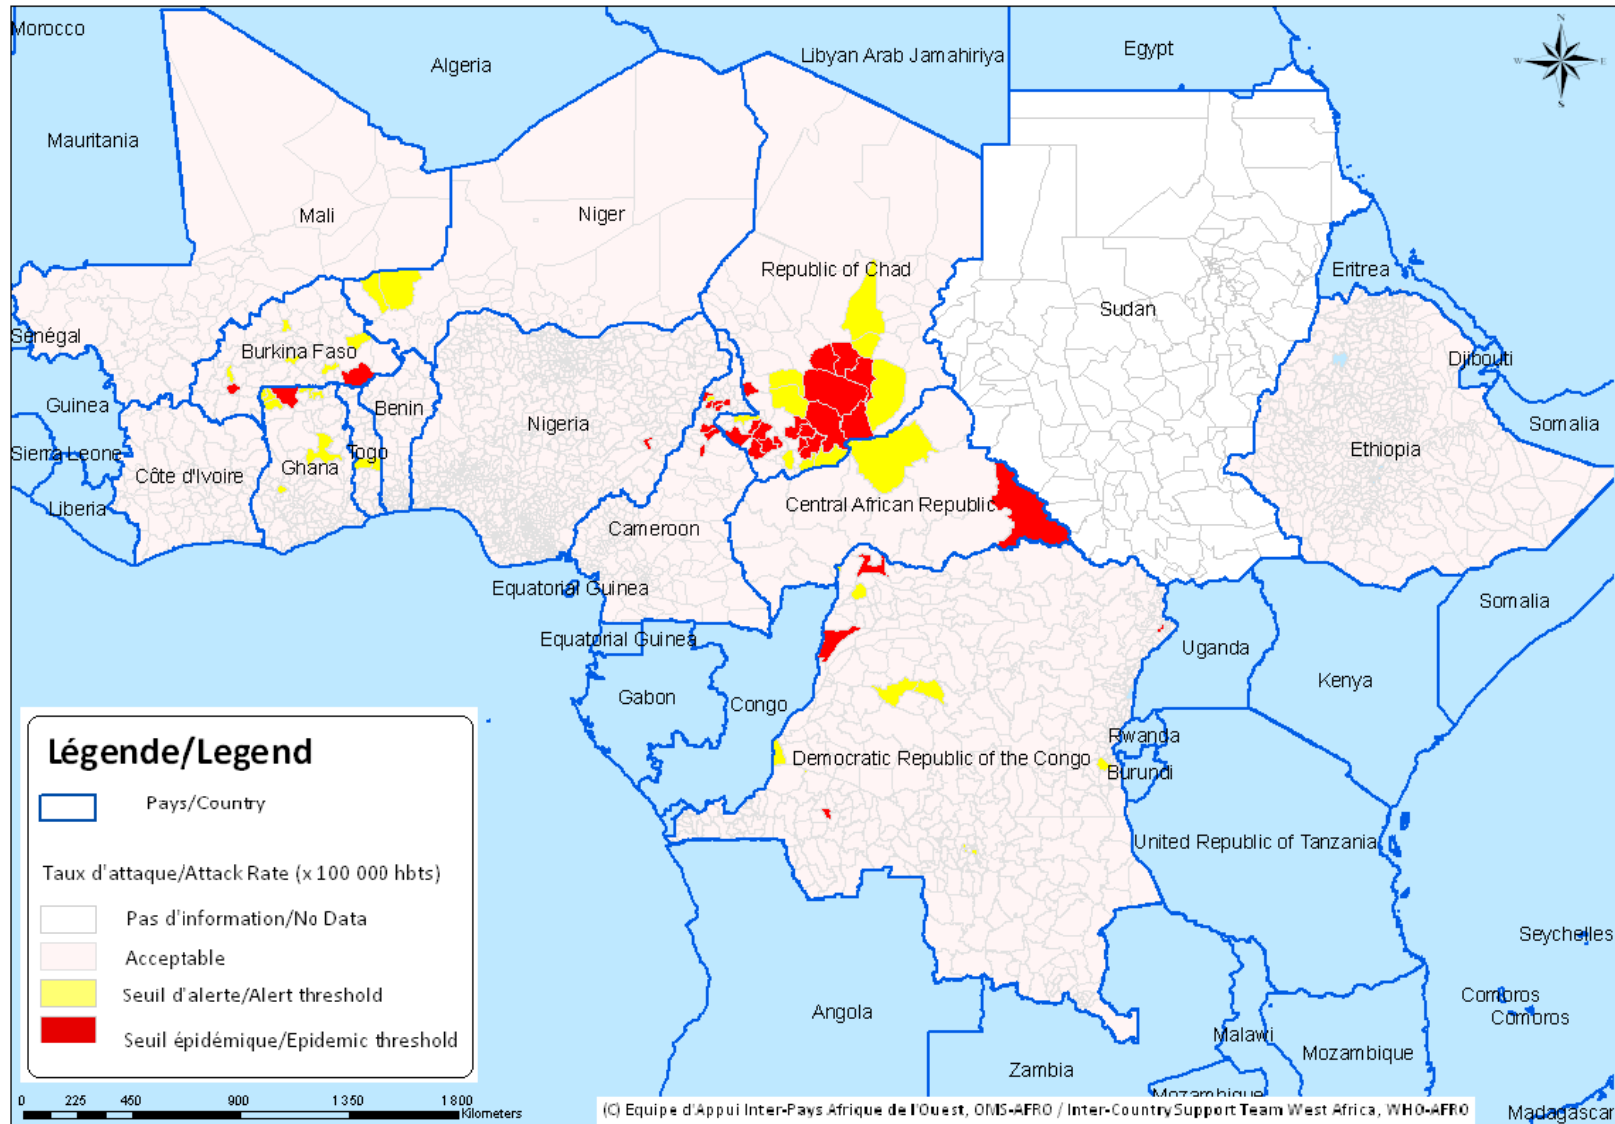 N
W
E
S
Morocco
Algeria
Libyan Arab Jamahiriya
Egypt
Mauritania
Mali
Niger
Republic of Chad
Sudan
Eritrea
Sénégal
Burkina Faso
Djibouti
Guinea
Benin
Nigeria
Somalia
Sierra Leone
Côte d'Ivoire
Ghana
Togo
Ethiopia
Liberia
Cameroon
Central African Republic
Equatorial Guinea
Somalia
Equatorial Guinea
Uganda
Gabon
Congo
Kenya
Rwanda
Democratic Republic of the Congo
Burundi
United Republic of Tanzania
Seychelles
Angola
Comoros
Comoros
Malawi
Mozambique
Zambia
Mozambique
Madagascar
Légende/Legend
Pays/Country
Taux d'attaque/Attack Rate (x 100 000 hbts)
Pas d'information/No Data
Acceptable
Seuil d'alerte/Alert threshold
Seuil épidémique/Epidemic threshold
0 225 450 900 1 350 1 800
Kilometers
(C) Equipe d'Appui Inter-Pays Afrique de l'Ouest, OMS-AFRO / Inter-Country Support Team West Africa, WHO-AFRO